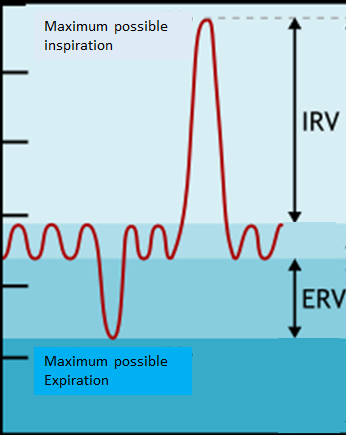 Maximum possible
inspiration
IRV
ERV
Maximum possible
Expiration